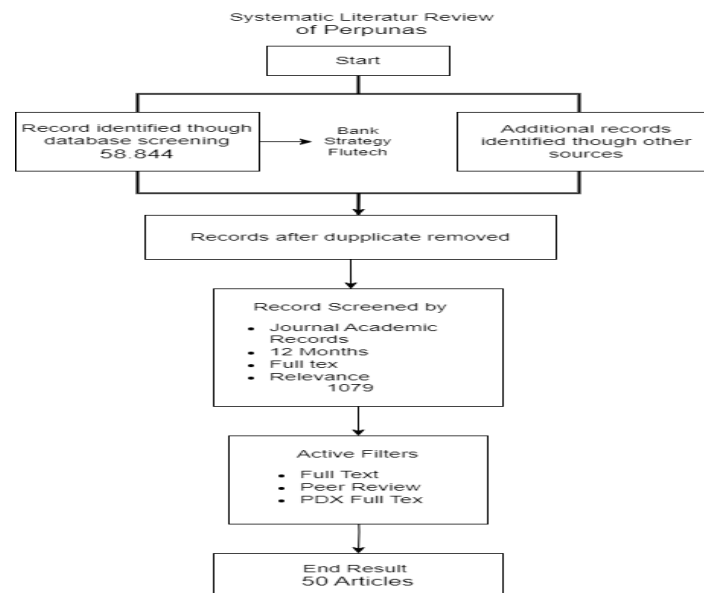 Systematic Literatur Review
of Perpunas
Start
Record identified though
database screening
58.844
Bank
Strategy
Flutech
Additional records
identified though other
sources
Records after dupplicate removed
Record Screened by
• Journal Academic
Records
• 12 Months
• Full tex
• Relevance
1079
Active Filters
• Full Text
• Peer Review
• PDX Full Tex
End Result
50 Articles